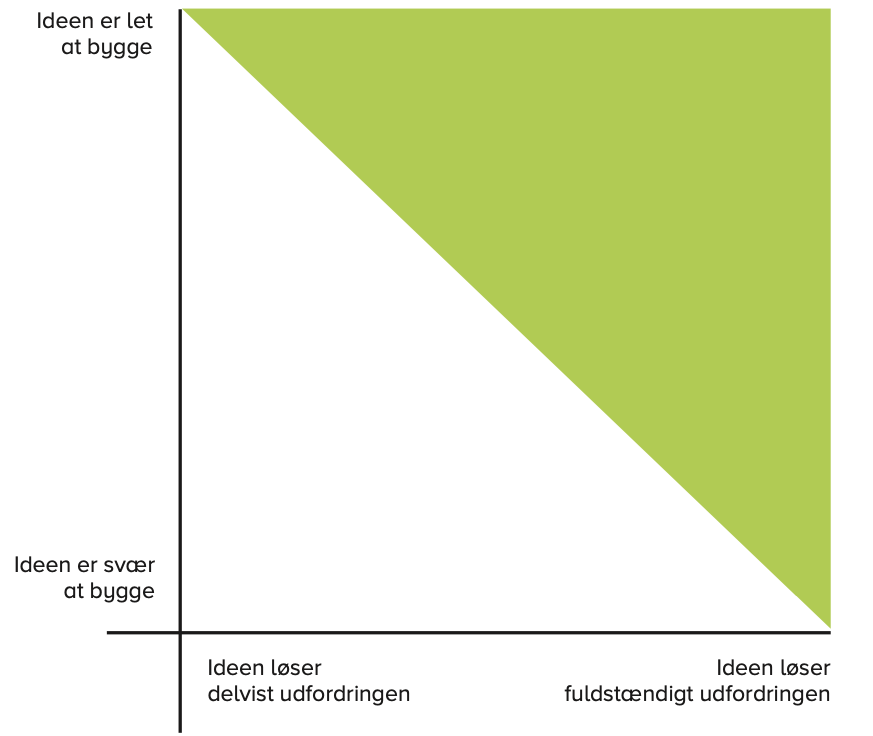 Ideen er let
at bygge
Ideen er svær
at bygge
Ideen løser
delvist udfordringen
Ideen løser
fuldstændigt udfordringen